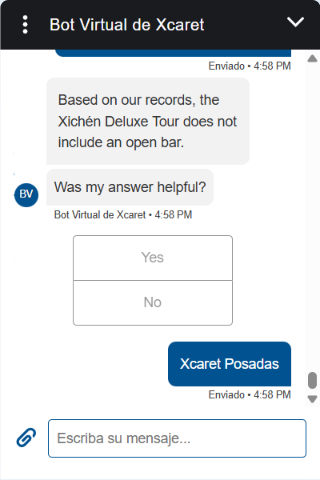 Bot Virtual de Xcaret
Enviado • 4:58 PM
Based on our records, the
Xichén Deluxe Tour does not
include an open bar.
Was my answer helpful?
BV
Bot Virtual de Xcaret • 4:58 PM
Yes
No
Xcaret Posadas
Enviado • 4:58 PM
Escriba su mensaje...